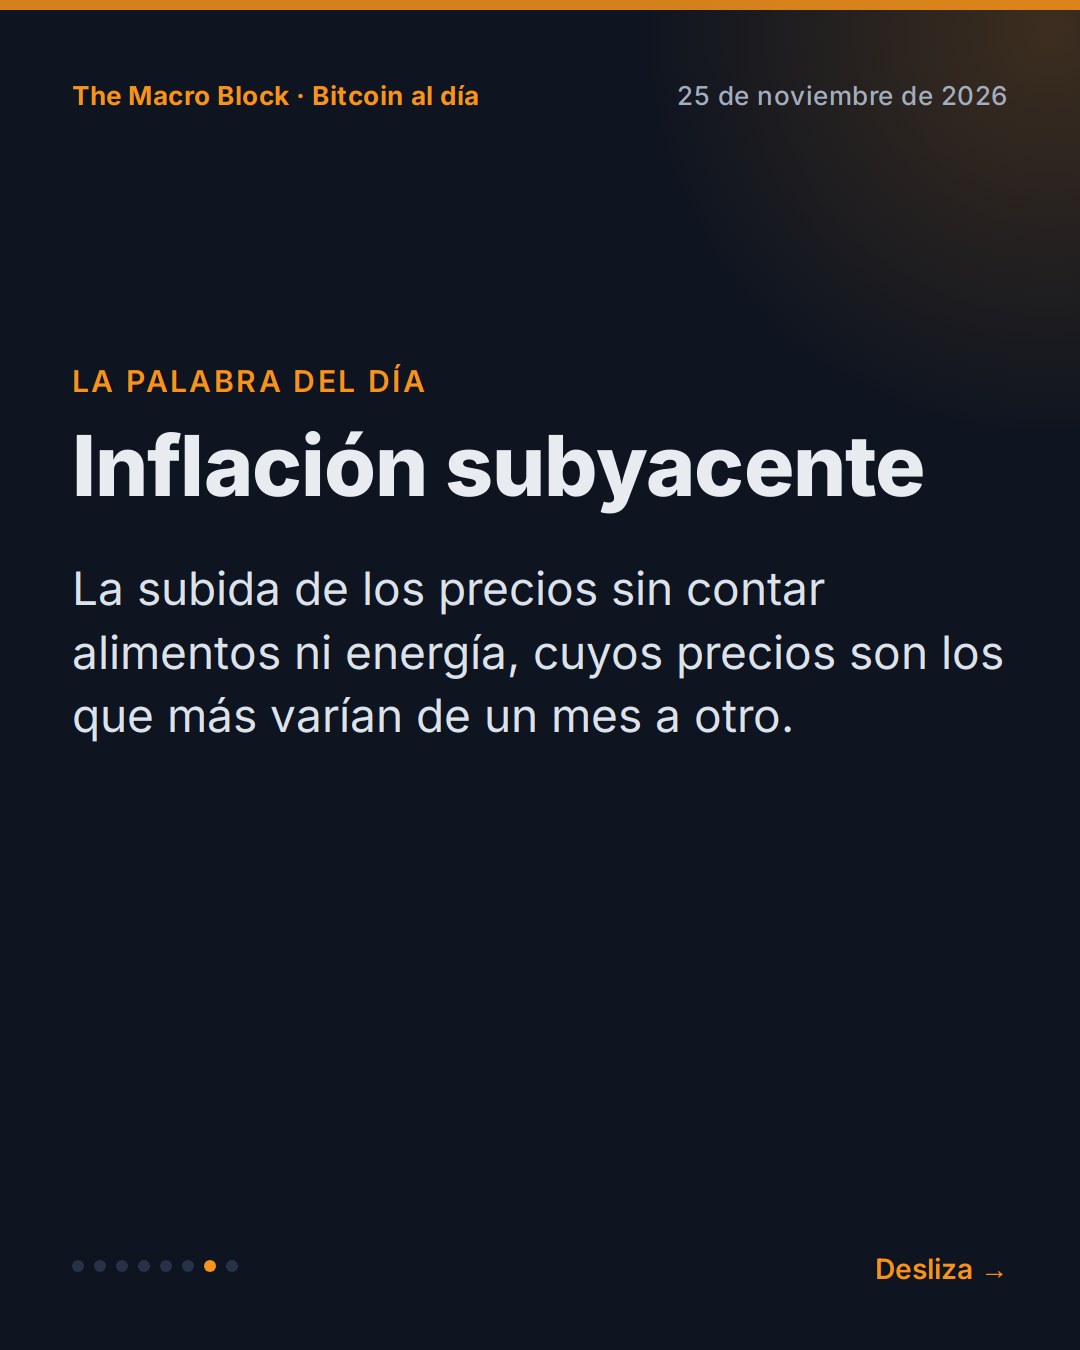 The Macro Block · Bitcoin al día
25 de noviembre de 2026
LA PALABRA DEL DÍA
Inflación subyacente
La subida de los precios sin contar
alimentos ni energía, cuyos precios son los
que más varían de un mes a otro.
Desliza →